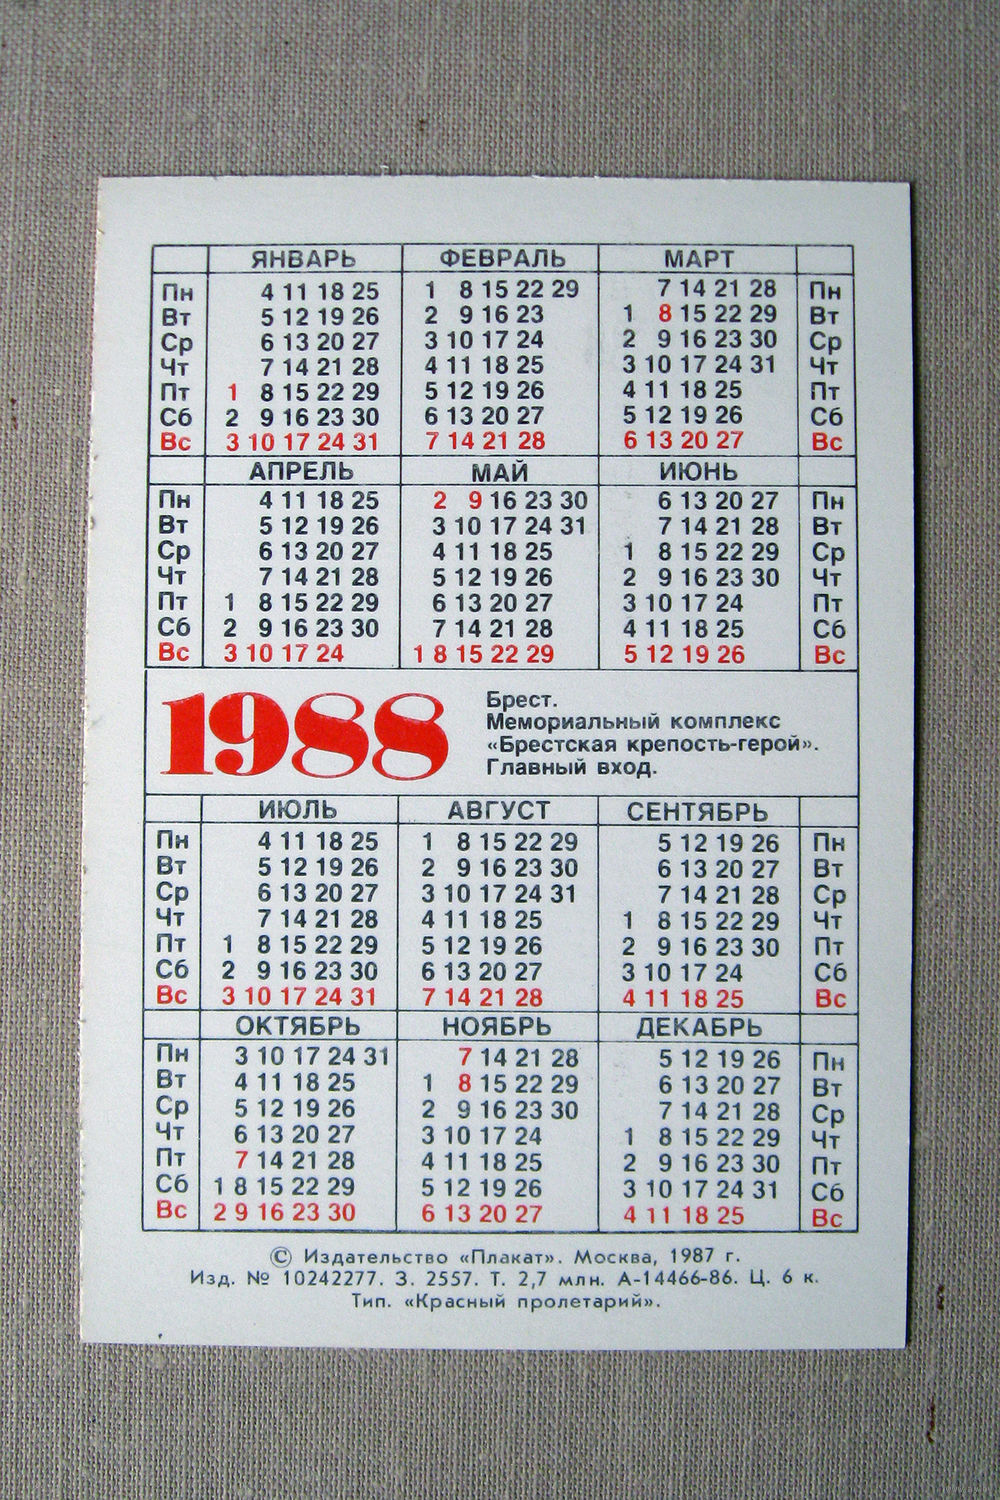 ЯНВАРЬ ФЕВРАЛЬ МАРТ
Пн 4 11 18 25 1 8 15 22 29 7 14 21 28 Пн
Вт 5 12 19 26 2 9 16 23 1 8 15 22 29 Вт
Ср 6 13 20 27 3 10 17 24 2 9 16 23 30 Ср
Чт 7 14 21 28 4 11 18 25 3 10 17 24 31 Чт
Пт 1 8 15 22 29 5 12 19 26 4 11 18 25 Пт
Сб 2 9 16 23 30 6 13 20 27 5 12 19 26 Сб
Вс 3 10 17 24 31 7 14 21 28 6 13 20 27 Вс
АПРЕЛЬ МАЙ ИЮНЬ
Пн 4 11 18 25 2 9 16 23 30 6 13 20 27 Пн
Вт 5 12 19 26 3 10 17 24 31 7 14 21 28 Вт
Ср 6 13 20 27 4 11 18 25 1 8 15 22 29 Ср
Чт 7 14 21 28 5 12 19 26 2 9 16 23 30 Чт
Пт 1 8 15 22 29 6 13 20 27 3 10 17 24 Пт
Сб 2 9 16 23 30 7 14 21 28 4 11 18 25 Сб
Вс 3 10 17 24 1 8 15 22 29 5 12 19 26 Вс
1988
Брест.
Мемориальный комплекс
«Брестская крепость-герой».
Главный вход.
ИЮЛЬ АВГУСТ СЕНТЯБРЬ
Пн 4 11 18 25 1 8 15 22 29 5 12 19 26 Пн
Вт 5 12 19 26 2 9 16 23 30 6 13 20 27 Вт
Ср 6 13 20 27 3 10 17 24 31 7 14 21 28 Ср
Чт 7 14 21 28 4 11 18 25 1 8 15 22 29 Чт
Пт 1 8 15 22 29 5 12 19 26 2 9 16 23 30 Пт
Сб 2 9 16 23 30 6 13 20 27 3 10 17 24 Сб
Вс 3 10 17 24 31 7 14 21 28 4 11 18 25 Вс
ОКТЯБРЬ НОЯБРЬ ДЕКАБРЬ
Пн 3 10 17 24 31 7 14 21 28 5 12 19 26 Пн
Вт 4 11 18 25 1 8 15 22 29 6 13 20 27 Вт
Ср 5 12 19 26 2 9 16 23 30 7 14 21 28 Ср
Чт 6 13 20 27 3 10 17 24 1 8 15 22 29 Чт
Пт 7 14 21 28 4 11 18 25 2 9 16 23 30 Пт
Сб 1 8 15 22 29 5 12 19 26 3 10 17 24 31 Сб
Вс 2 9 16 23 30 6 13 20 27 4 11 18 25 Вс
© Издательство «Плакат». Москва, 1987 г.
Изд. № 10242277. З. 2557. Т. 2,7 млн. А-14466-86. Ц. 6 к.
Тип. «Красный пролетарий».